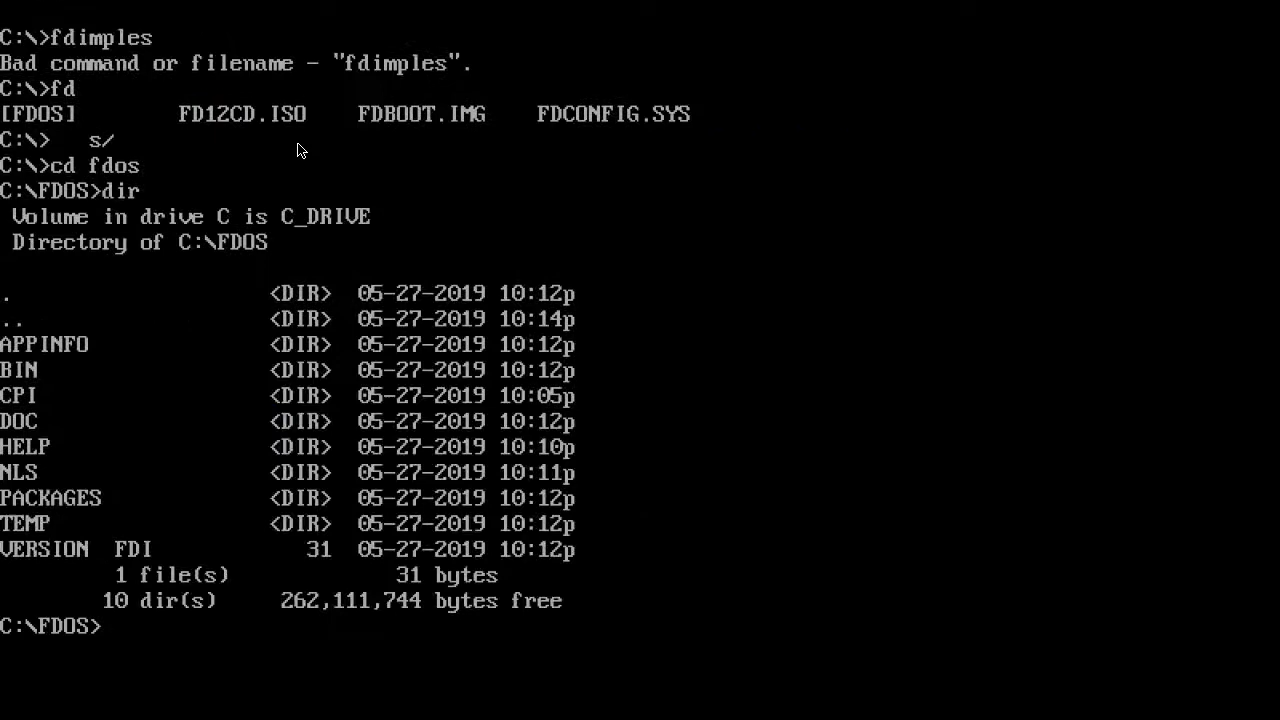 C:\>fdimples
Bad command or filename - "fdimples".
C:\>fd
[FDOS]        FD12CD.ISO    FDBOOT.IMG    FDCONFIG.SYS
C:\>   s/
C:\>cd fdos
C:\FDOS>dir
 Volume in drive C is C_DRIVE
 Directory of C:\FDOS
.                    <DIR>  05-27-2019 10:12p
..                   <DIR>  05-27-2019 10:14p
APPINFO              <DIR>  05-27-2019 10:12p
BIN                  <DIR>  05-27-2019 10:12p
CPI                  <DIR>  05-27-2019 10:05p
DOC                  <DIR>  05-27-2019 10:12p
HELP                 <DIR>  05-27-2019 10:10p
NLS                  <DIR>  05-27-2019 10:11p
PACKAGES             <DIR>  05-27-2019 10:12p
TEMP                 <DIR>  05-27-2019 10:12p
VERSION  FDI            31  05-27-2019 10:12p
         1 file(s)             31 bytes
        10 dir(s)     262,111,744 bytes free
C:\FDOS>